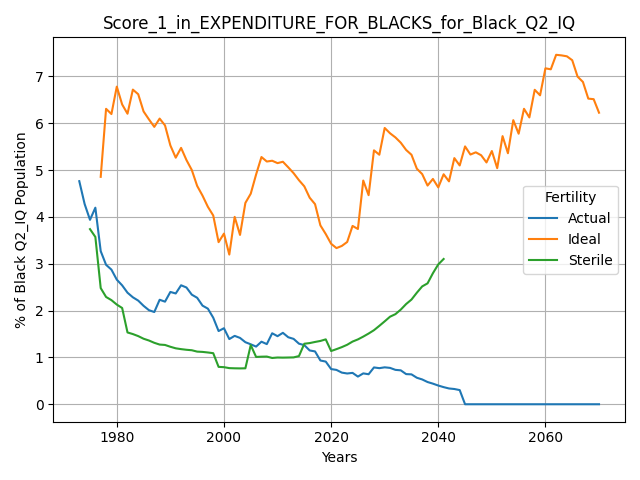 Score_1_in_EXPENDITURE_FOR_BLACKS_for_Black_Q2_IQ
% of Black Q2_IQ Population
7
6
5
4
3
2
1
0
Fertility
Actual
Ideal
Sterile
1980 2000 2020 2040 2060
Years